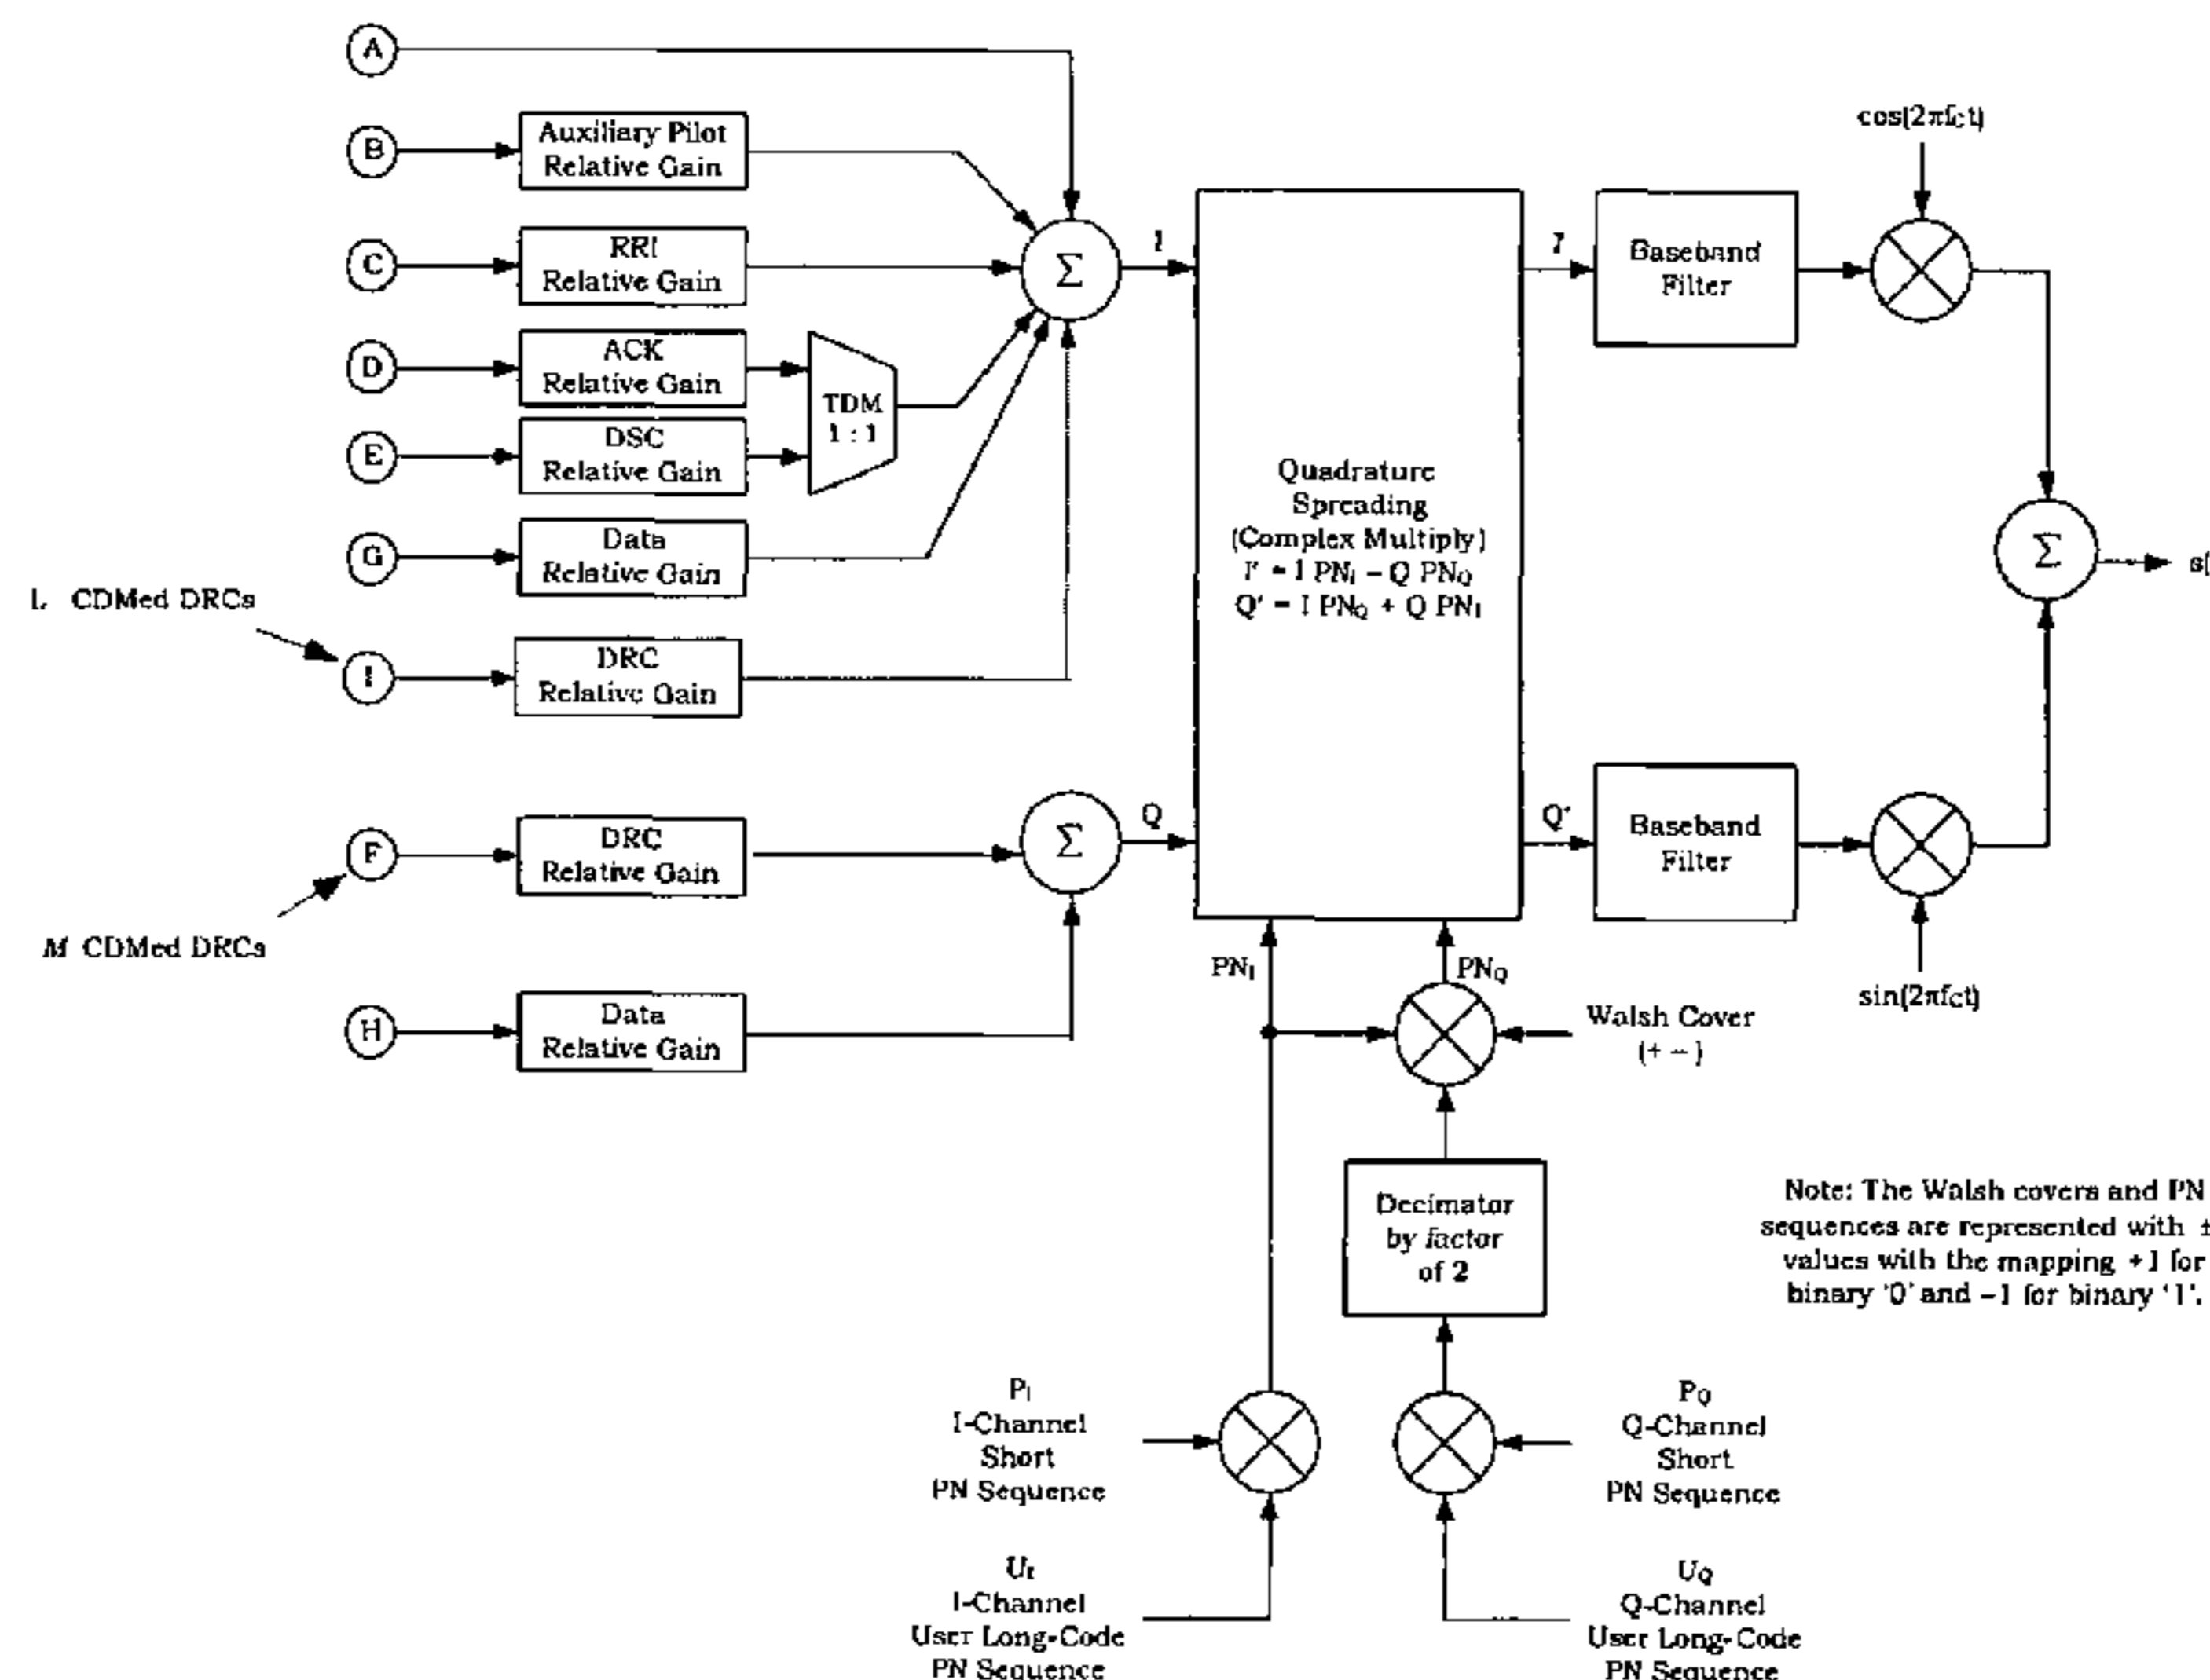 A
B
Auxiliary Pilot
Relative Gain
C
RRI
Relative Gain
D
ACK
Relative Gain
E
DSC
Relative Gain
TDM
1 : 1
G
Data
Relative Gain
L CDMed DRCs
I
DRC
Relative Gain
F
DRC
Relative Gain
M CDMed DRCs
H
Data
Relative Gain
Σ
I
Σ
Q
Quadrature
Spreading
(Complex Multiply)
I' = I PNI – Q PNQ
Q' = I PNQ + Q PNI
I'
Baseband
Filter
cos(2πfCt)
Q'
Baseband
Filter
sin(2πfCt)
Σ
s(
PNI
PNQ
Walsh Cover
(+ –)
Decimator
by factor
of 2
Note: The Walsh covers and PN
sequences are represented with ±
values with the mapping +1 for
binary '0' and –1 for binary '1'.
PI
I-Channel
Short
PN Sequence
PQ
Q-Channel
Short
PN Sequence
UI
I-Channel
User Long-Code
PN Sequence
UQ
Q-Channel
User Long-Code
PN Sequence